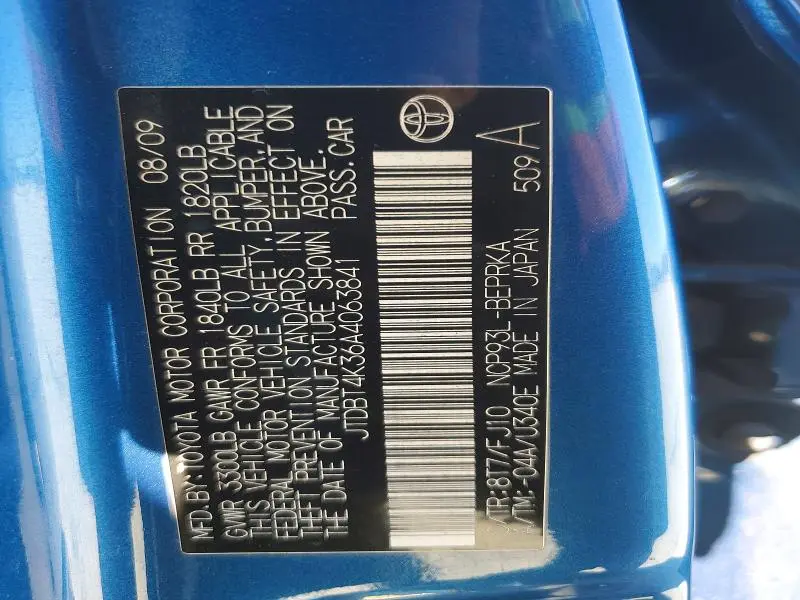 MFD.BY:TOYOTA MOTOR CORPORATION 08/09
GVWR 3300LB GAWR FR 1840LB RR 1820LB
THIS VEHICLE CONFORMS TO ALL APPLICABLE
FEDERAL MOTOR VEHICLE SAFETY, BUMPER, AND
THEFT PREVENTION STANDARDS IN EFFECT ON
THE DATE OF MANUFACTURE SHOWN ABOVE.
JTDBT4K36A4063841 PASS.CAR
C/TR:8T7/FJ10 NCP93L-BEPRKA
A/TM:-04A/U340E MADE IN JAPAN 509 A